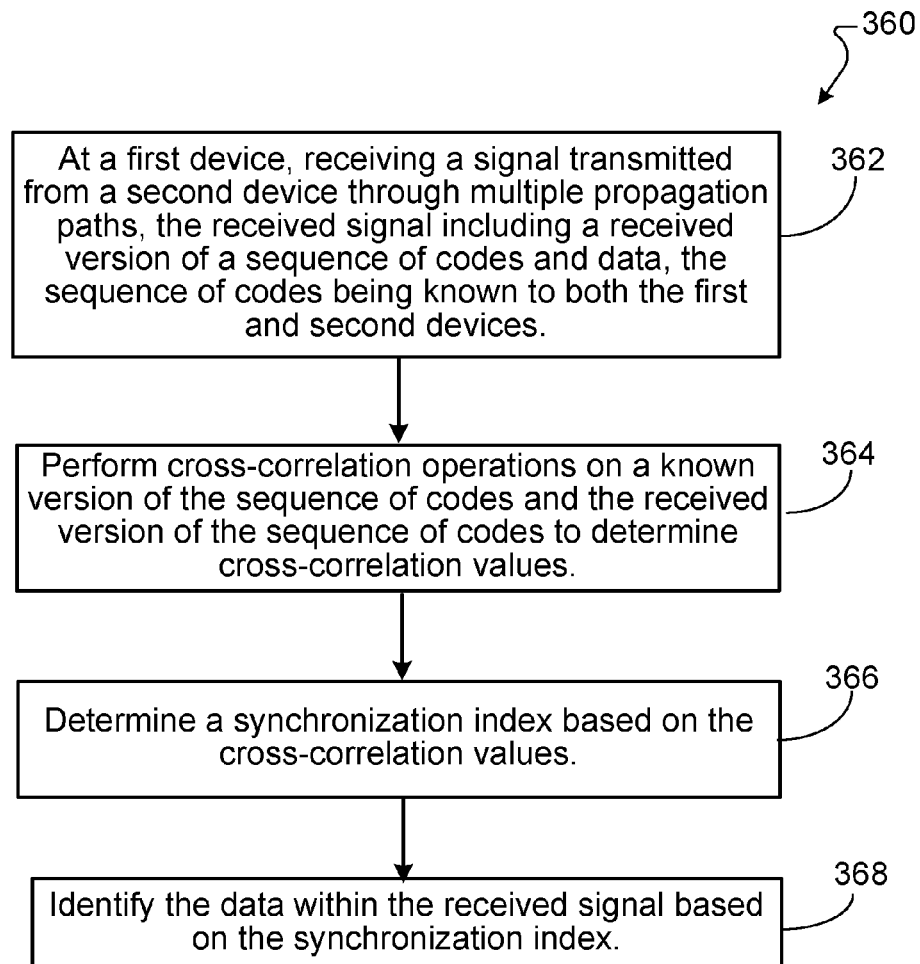 360
At a first device, receiving a signal transmitted
from a second device through multiple propagation
paths, the received signal including a received
version of a sequence of codes and data, the
sequence of codes being known to both the first
and second devices.
362
Perform cross-correlation operations on a known
version of the sequence of codes and the received
version of the sequence of codes to determine
cross-correlation values.
364
Determine a synchronization index based on the
cross-correlation values.
366
Identify the data within the received signal based
on the synchronization index.
368